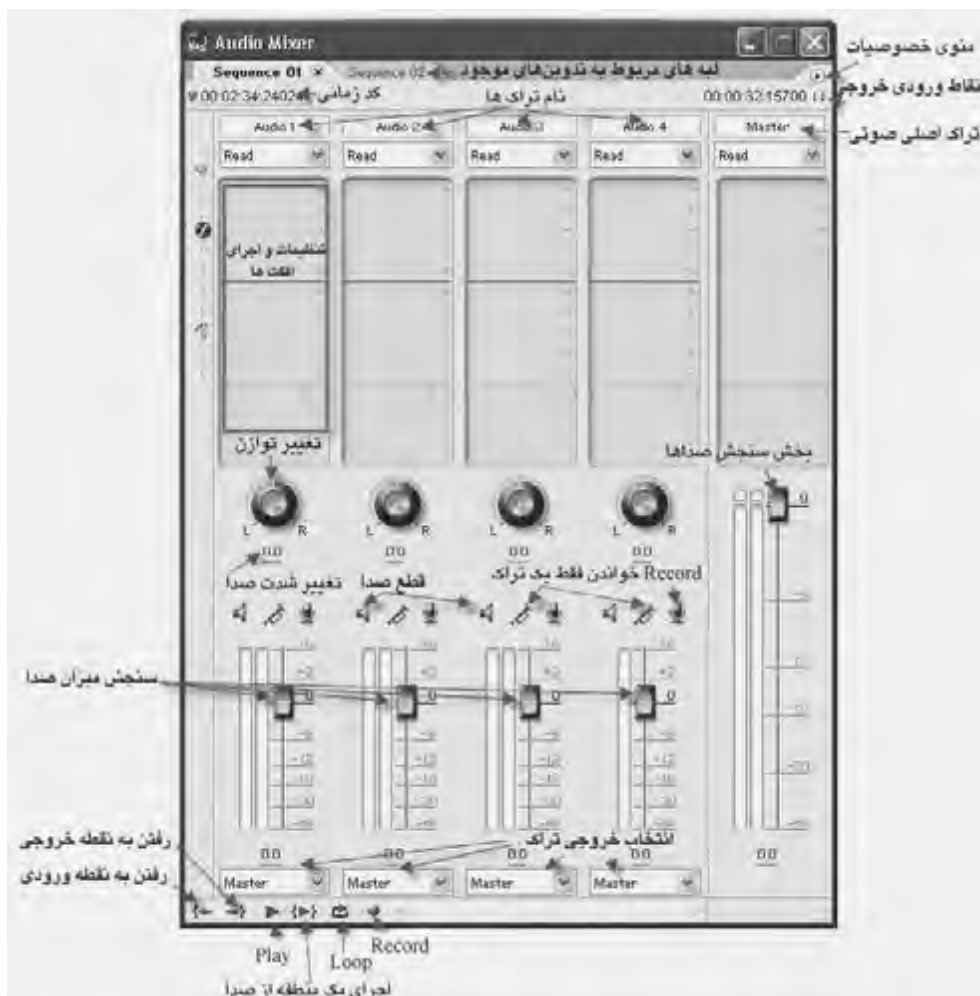 Audio Mixer
منوی خصوصیات
Sequence 01 × Sequence 02 لبه های مربوط به تدوین‌های موجود
نقاط ورودی خروجی
کد زمانی
00:00:32:15700
نام تراک ها
Audio 1 Audio 2 Audio 3 Audio 4 Master
تراک اصلی صوتی
Read Read Read Read Read
تنظیمات و اجرای
افکت ها
تغییر توازن
بخش سنجش صداها
0
L R L R L R L R
0.0 0.0 0.0 0.0
تغییر شدت صدا
قطع صدا
خواندن فقط یک تراک
Record
سنجش میزان صدا
0 0 0 0
رفتن به نقطه خروجی
انتخاب خروجی تراک
0.0 0.0 0.0 0.0 0.0
رفتن به نقطه ورودی
Master Master Master Master
Play
Loop
Record
اجرای یک منطقه از صدا